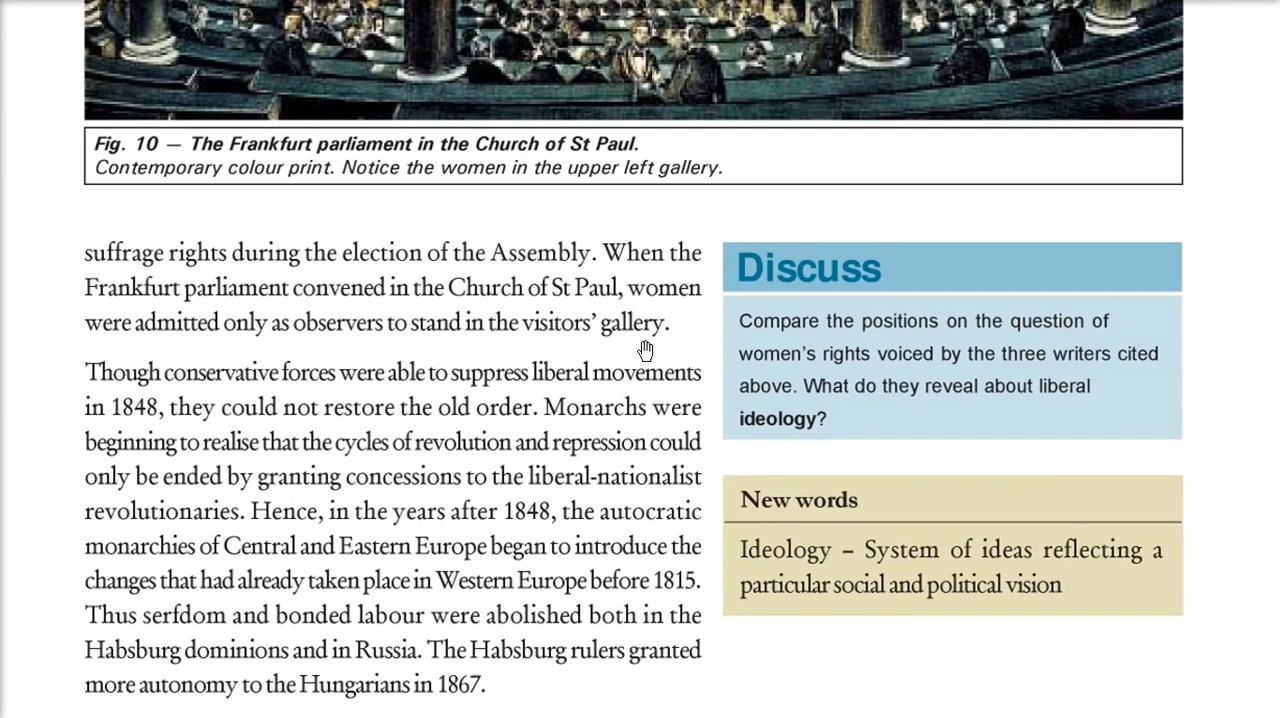 Fig. 10 — The Frankfurt parliament in the Church of St Paul.
Contemporary colour print. Notice the women in the upper left gallery.
suffrage rights during the election of the Assembly. When the
Frankfurt parliament convened in the Church of St Paul, women
were admitted only as observers to stand in the visitors’ gallery.
Though conservative forces were able to suppress liberal movements
in 1848, they could not restore the old order. Monarchs were
beginning to realise that the cycles of revolution and repression could
only be ended by granting concessions to the liberal-nationalist
revolutionaries. Hence, in the years after 1848, the autocratic
monarchies of Central and Eastern Europe began to introduce the
changes that had already taken place in Western Europe before 1815.
Thus serfdom and bonded labour were abolished both in the
Habsburg dominions and in Russia. The Habsburg rulers granted
more autonomy to the Hungarians in 1867.
Discuss
Compare the positions on the question of
women’s rights voiced by the three writers cited
above. What do they reveal about liberal
ideology?
New words
Ideology – System of ideas reflecting a
particular social and political vision